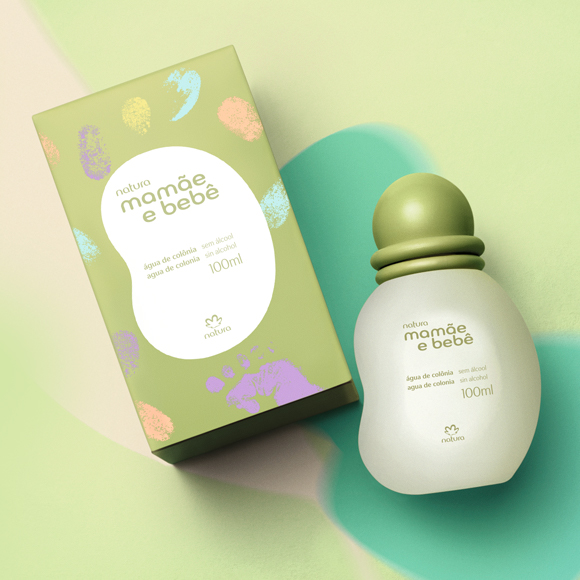 natura
mamãe
e bebê
água de colônia sem álcool
agua de colonia sin alcohol
100ml
natura
natura
mamãe
e bebê
água de colônia sem álcool
agua de colonia sin alcohol
100ml
natura